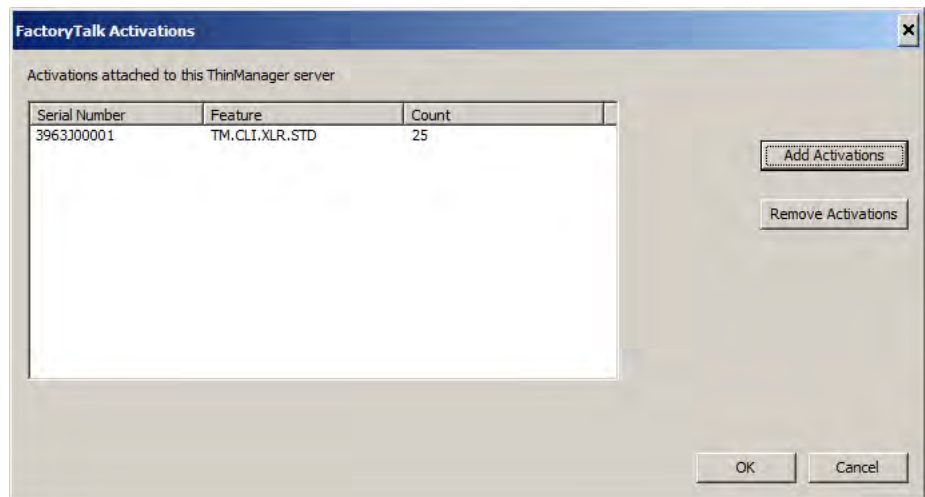 FactoryTalk Activations
Activations attached to this ThinManager server
Serial Number Feature Count
3963J00001 TM.CLI.XLR.STD 25
Add Activations
Remove Activations
OK Cancel